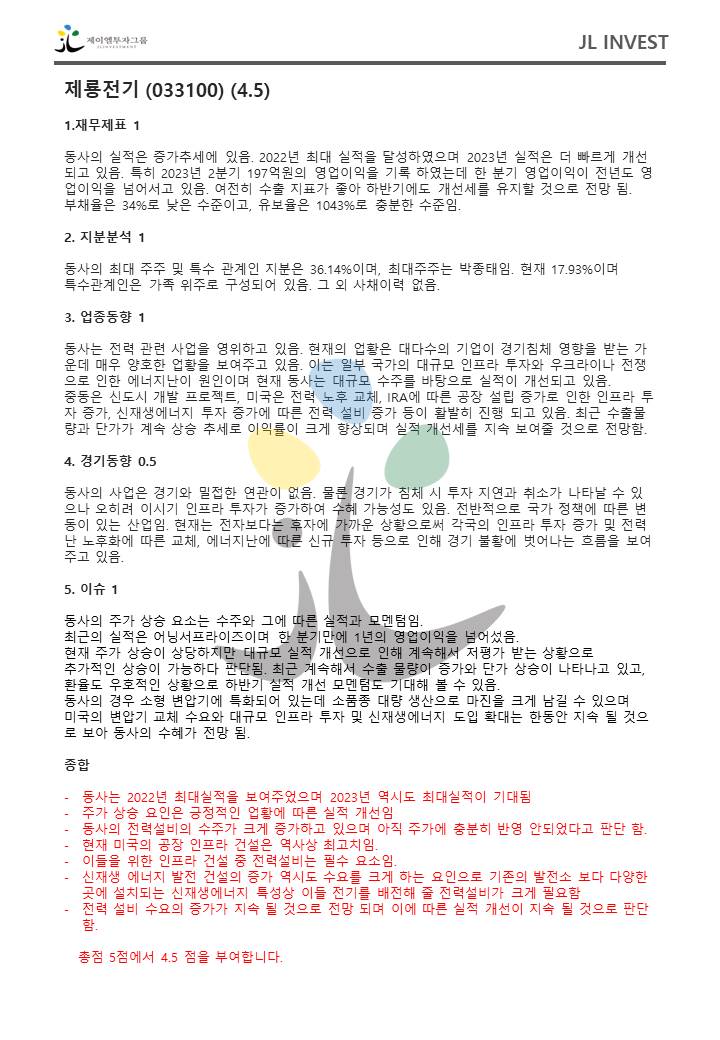 제이엘투자그룹
JL INVESTMENT
JL INVEST
제룡전기 (033100) (4.5)
1.재무제표 1
동사의 실적은 증가추세에 있음. 2022년 최대 실적을 달성하였으며 2023년 실적은 더 빠르게 개선
되고 있음. 특히 2023년 2분기 197억원의 영업이익을 기록 하였는데 한 분기 영업이익이 전년도 영
업이익을 넘어서고 있음. 여전히 수출 지표가 좋아 하반기에도 개선세를 유지할 것으로 전망 됨.
부채율은 34%로 낮은 수준이고, 유보율은 1043%로 충분한 수준임.
2. 지분분석 1
동사의 최대 주주 및 특수 관계인 지분은 36.14%이며, 최대주주는 박종태임. 현재 17.93%이며
특수관계인은 가족 위주로 구성되어 있음. 그 외 사채이력 없음.
3. 업종동향 1
동사는 전력 관련 사업을 영위하고 있음. 현재의 업황은 대다수의 기업이 경기침체 영향을 받는 가
운데 매우 양호한 업황을 보여주고 있음. 이는 일부 국가의 대규모 인프라 투자와 우크라이나 전쟁
으로 인한 에너지난이 원인이며 현재 동사는 대규모 수주를 바탕으로 실적이 개선되고 있음.
중동은 신도시 개발 프로젝트, 미국은 전력 노후 교체, IRA에 따른 공장 설립 증가로 인한 인프라 투
자 증가, 신재생에너지 투자 증가에 따른 전력 설비 증가 등이 활발히 진행 되고 있음. 최근 수출물
량과 단가가 계속 상승 추세로 이익률이 크게 향상되며 실적 개선세를 지속 보여줄 것으로 전망함.
4. 경기동향 0.5
동사의 사업은 경기와 밀접한 연관이 없음. 물론 경기가 침체 시 투자 지연과 취소가 나타날 수 있
으나 오히려 이시기 인프라 투자가 증가하여 수혜 가능성도 있음. 전반적으로 국가 정책에 따른 변
동이 있는 산업임. 현재는 전자보다는 후자에 가까운 상황으로써 각국의 인프라 투자 증가 및 전력
난 노후화에 따른 교체, 에너지난에 따른 신규 투자 등으로 인해 경기 불황에 벗어나는 흐름을 보여
주고 있음.
5. 이슈 1
동사의 주가 상승 요소는 수주와 그에 따른 실적과 모멘텀임.
최근의 실적은 어닝서프라이즈이며 한 분기만에 1년의 영업이익을 넘어섰음.
현재 주가 상승이 상당하지만 대규모 실적 개선으로 인해 계속해서 저평가 받는 상황으로
추가적인 상승이 가능하다 판단됨. 최근 계속해서 수출 물량이 증가와 단가 상승이 나타나고 있고,
환율도 우호적인 상황으로 하반기 실적 개선 모멘텀도 기대해 볼 수 있음.
동사의 경우 소형 변압기에 특화되어 있는데 소품종 대량 생산으로 마진을 크게 남길 수 있으며
미국의 변압기 교체 수요와 대규모 인프라 투자 및 신재생에너지 도입 확대는 한동안 지속 될 것으
로 보아 동사의 수혜가 전망 됨.
종합
- 동사는 2022년 최대실적을 보여주었으며 2023년 역시도 최대실적이 기대됨
- 주가 상승 요인은 긍정적인 업황에 따른 실적 개선임
- 동사의 전력설비의 수주가 크게 증가하고 있으며 아직 주가에 충분히 반영 안되었다고 판단 함.
- 현재 미국의 공장 인프라 건설은 역사상 최고치임.
- 이들을 위한 인프라 건설 중 전력설비는 필수 요소임.
- 신재생 에너지 발전 건설의 증가 역시도 수요를 크게 하는 요인으로 기존의 발전소 보다 다양한
곳에 설치되는 신재생에너지 특성상 이들 전기를 배전해 줄 전력설비가 크게 필요함
- 전력 설비 수요의 증가가 지속 될 것으로 전망 되며 이에 따른 실적 개선이 지속 될 것으로 판단
함.
총점 5점에서 4.5 점을 부여합니다.